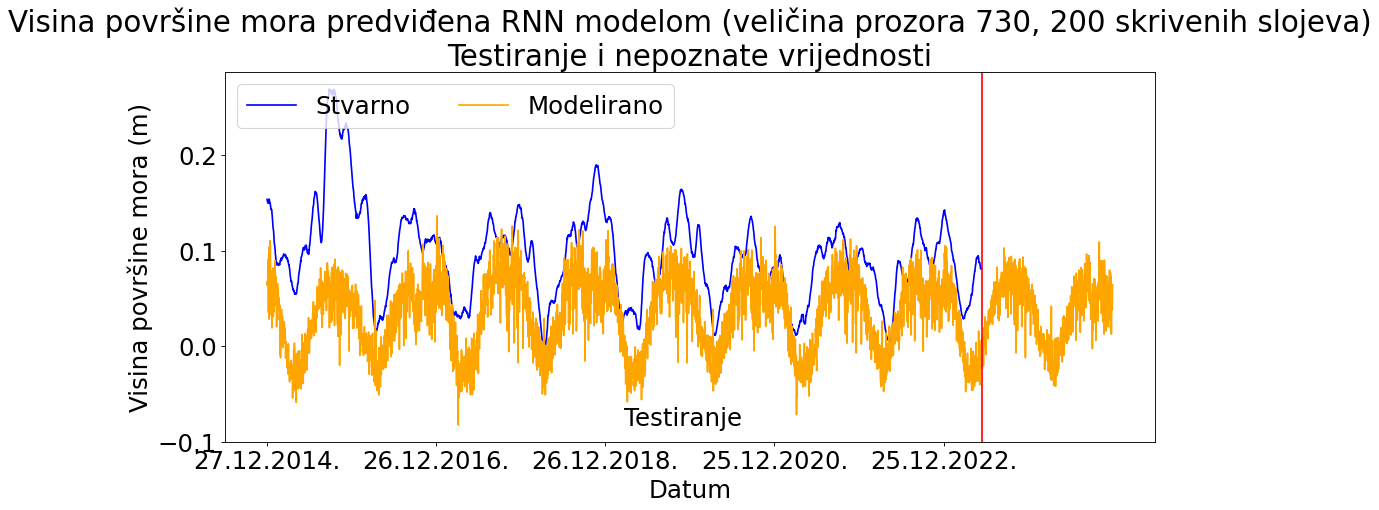 Visina površine mora predviđena RNN modelom (veličina prozora 730, 200 skrivenih slojeva)
Testiranje i nepoznate vrijednosti
Stvarno
Modelirano
Visina površine mora (m)
0.2
0.1
0.0
−0.1
Testiranje
27.12.2014. 26.12.2016. 26.12.2018. 25.12.2020. 25.12.2022.
Datum